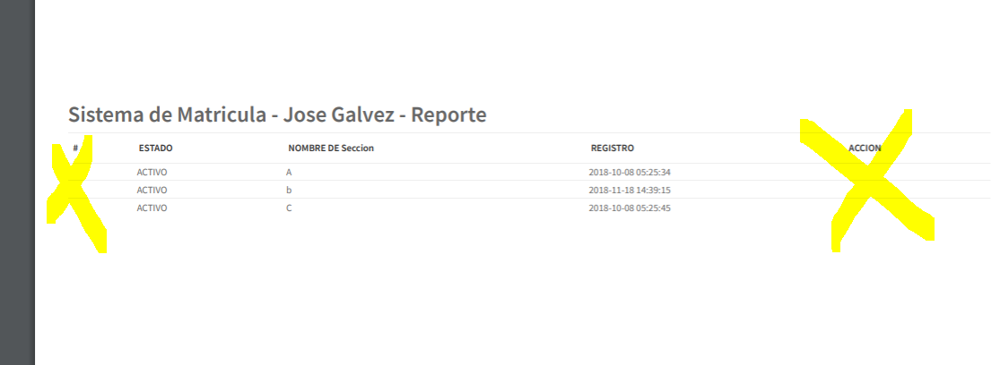 Sistema de Matricula - Jose Galvez - Reporte
# ESTADO NOMBRE DE Seccion REGISTRO ACCION
ACTIVO A 2018-10-08 05:25:34
ACTIVO b 2018-11-18 14:39:15
ACTIVO C 2018-10-08 05:25:45